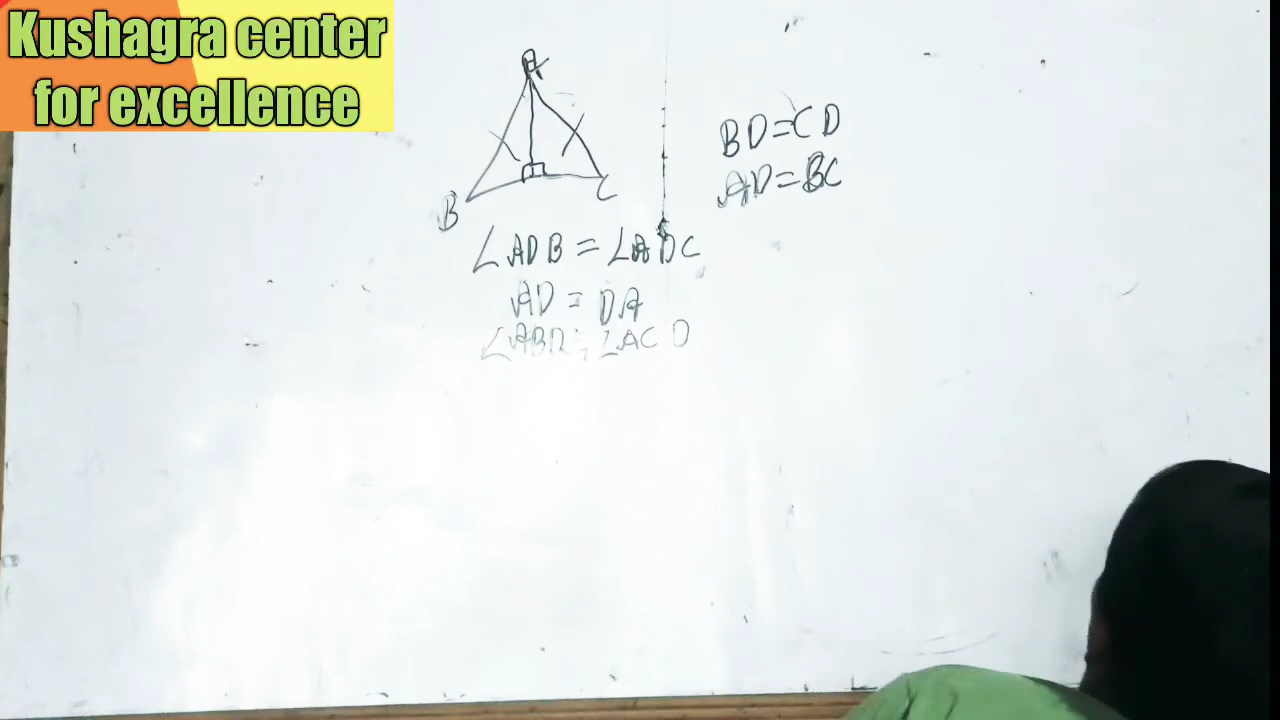 Kushagra center
for excellence
A
B
C
BD=CD
AD=BC
∠ADB = ∠ADC
AD = DA
∠ABD = ∠ACD